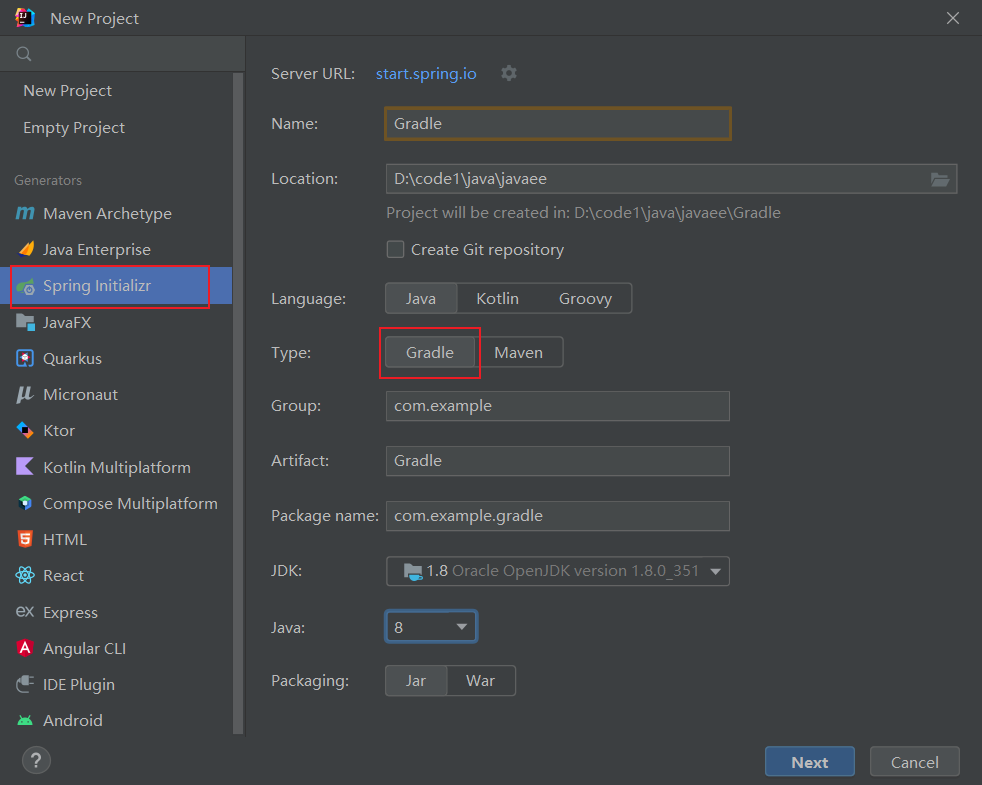 New Project
New Project
Empty Project
Generators
Maven Archetype
Java Enterprise
Spring Initializr
JavaFX
Quarkus
Micronaut
Ktor
Kotlin Multiplatform
Compose Multiplatform
HTML
React
ex Express
Angular CLI
IDE Plugin
Android
Server URL: start.spring.io
Name: Gradle
Location: D:\code1\java\javaee
Project will be created in: D:\code1\java\javaee\Gradle
Create Git repository
Language: Java Kotlin Groovy
Type: Gradle Maven
Group: com.example
Artifact: Gradle
Package name: com.example.gradle
JDK: 1.8 Oracle OpenJDK version 1.8.0_351
Java: 8
Packaging: Jar War
? Next Cancel